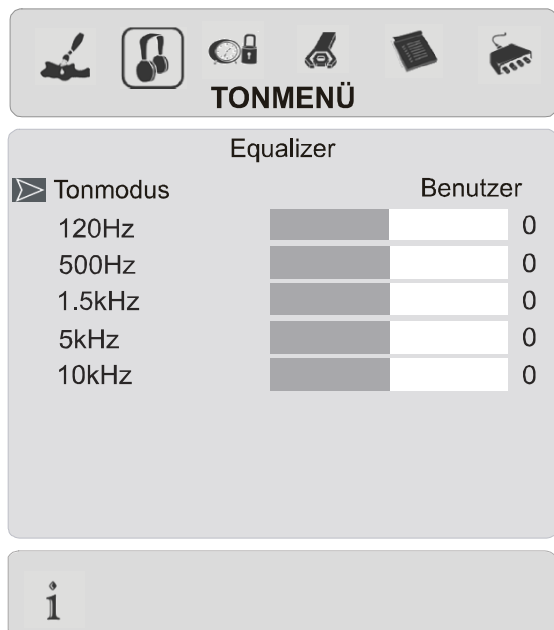 TONMENÜ
Equalizer
Tonmodus Benutzer
120Hz 0
500Hz 0
1.5kHz 0
5kHz 0
10kHz 0
i